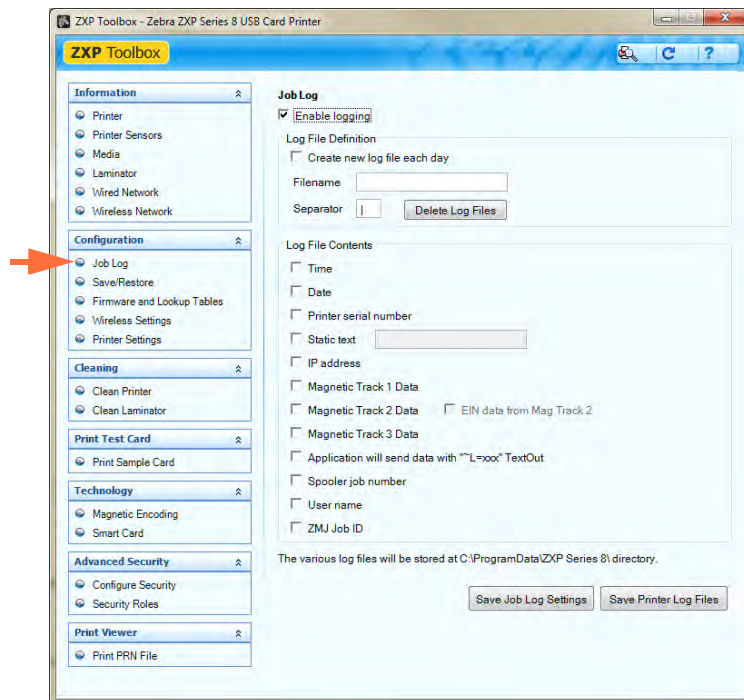 ZXP Toolbox - Zebra ZXP Series 8 USB Card Printer
ZXP Toolbox
?
Information
Printer
Printer Sensors
Media
Laminator
Wired Network
Wireless Network
Configuration
Job Log
Save/Restore
Firmware and Lookup Tables
Wireless Settings
Printer Settings
Cleaning
Clean Printer
Clean Laminator
Print Test Card
Print Sample Card
Technology
Magnetic Encoding
Smart Card
Advanced Security
Configure Security
Security Roles
Print Viewer
Print PRN File
Job Log
Enable logging
Log File Definition
Create new log file each day
Filename
Separator | Delete Log Files
Log File Contents
Time
Date
Printer serial number
Static text
IP address
Magnetic Track 1 Data
Magnetic Track 2 Data EIN data from Mag Track 2
Magnetic Track 3 Data
Application will send data with "~L=xxx" TextOut
Spooler job number
User name
ZMJ Job ID
The various log files will be stored at C:\ProgramData\ZXP Series 8\ directory.
Save Job Log Settings Save Printer Log Files